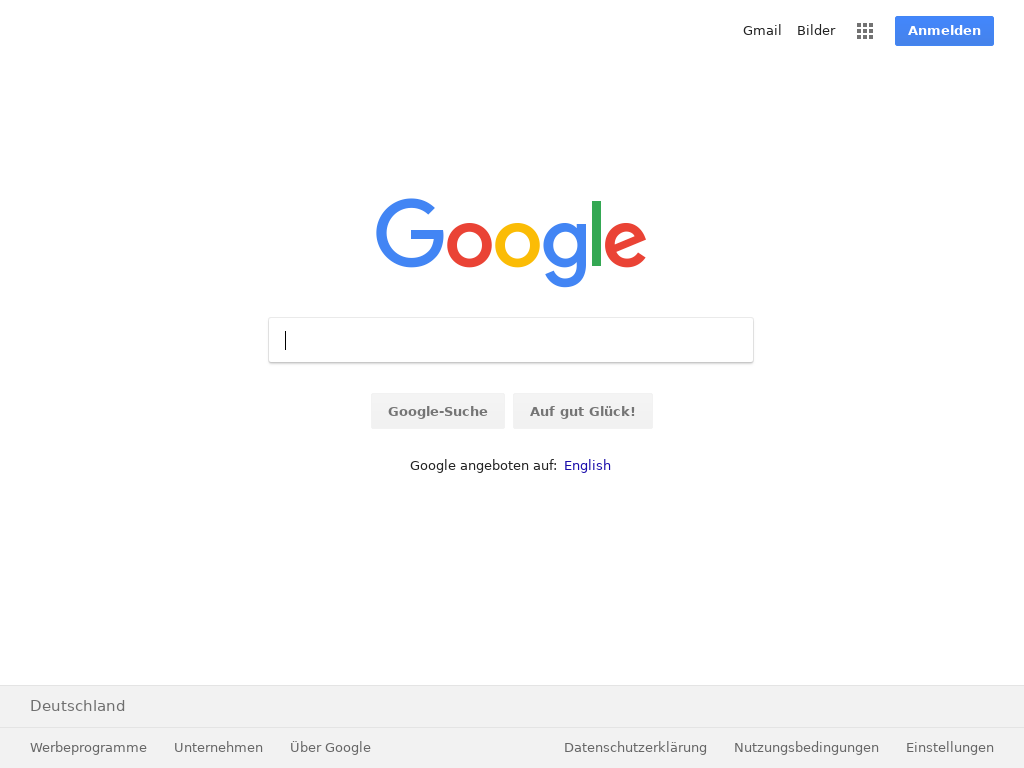 Gmail Bilder Anmelden
Google
Google-Suche Auf gut Glück!
Google angeboten auf: English
Deutschland
Werbeprogramme Unternehmen Über Google Datenschutzerklärung Nutzungsbedingungen Einstellungen